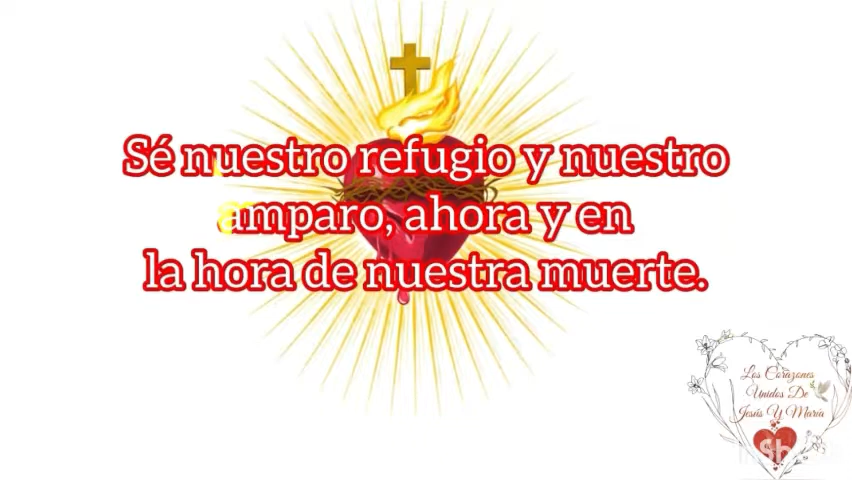 Sé nuestro refugio y nuestro
amparo, ahora y en
la hora de nuestra muerte.
Los Corazones
Unidos De
Jesús Y María